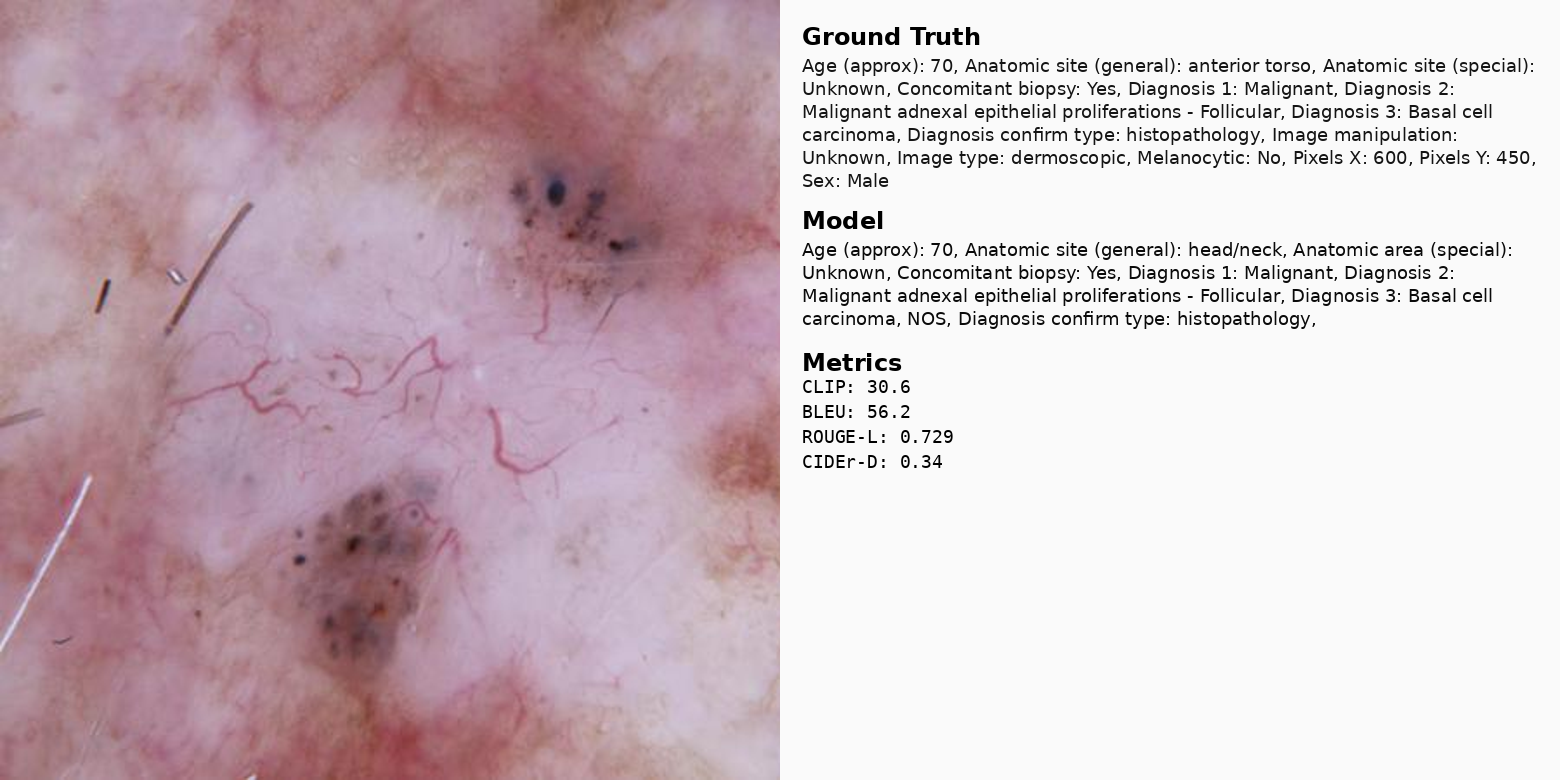 Ground Truth
Age (approx): 70, Anatomic site (general): anterior torso, Anatomic site (special):
Unknown, Concomitant biopsy: Yes, Diagnosis 1: Malignant, Diagnosis 2:
Malignant adnexal epithelial proliferations - Follicular, Diagnosis 3: Basal cell
carcinoma, Diagnosis confirm type: histopathology, Image manipulation:
Unknown, Image type: dermoscopic, Melanocytic: No, Pixels X: 600, Pixels Y: 450,
Sex: Male
Model
Age (approx): 70, Anatomic site (general): head/neck, Anatomic area (special):
Unknown, Concomitant biopsy: Yes, Diagnosis 1: Malignant, Diagnosis 2:
Malignant adnexal epithelial proliferations - Follicular, Diagnosis 3: Basal cell
carcinoma, NOS, Diagnosis confirm type: histopathology,
Metrics
CLIP: 30.6
BLEU: 56.2
ROUGE-L: 0.729
CIDEr-D: 0.34